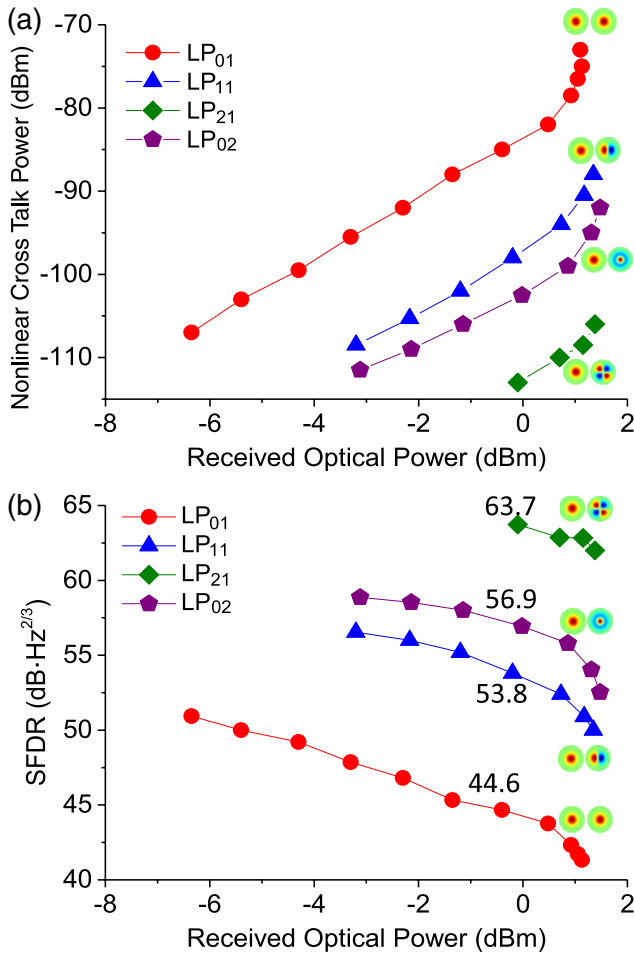 (a)
-70
-80
-90
-100
-110
Nonlinear Cross Talk Power (dBm)
LP01
LP11
LP21
LP02
-8 -6 -4 -2 0 2
Received Optical Power (dBm)
(b)
65
60
55
50
45
40
SFDR (dB·Hz2/3)
LP01
LP11
LP21
LP02
63.7
56.9
53.8
44.6
-8 -6 -4 -2 0 2
Received Optical Power (dBm)